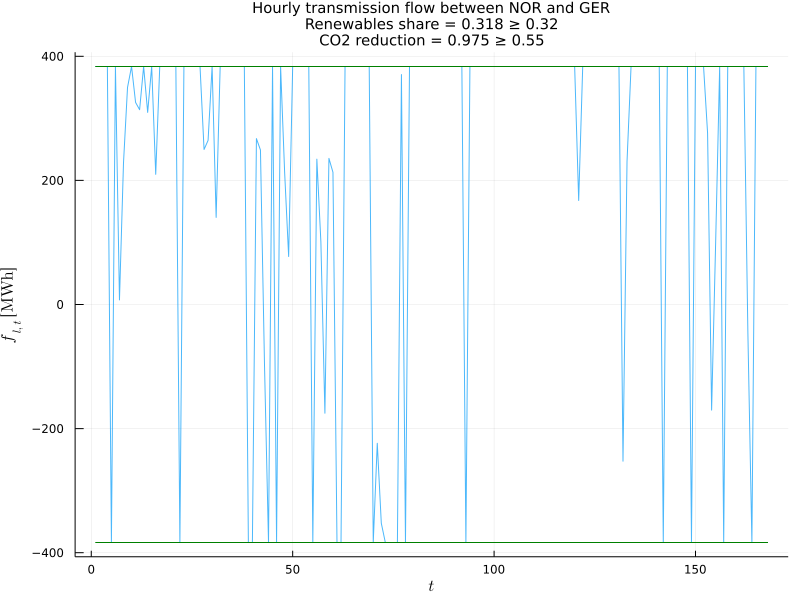 Hourly transmission flow between NOR and GER
Renewables share = 0.318 ≥ 0.32
CO2 reduction = 0.975 ≥ 0.55
400
200
0
−200
−400
f l,t [MWh]
0 50 100 150
t